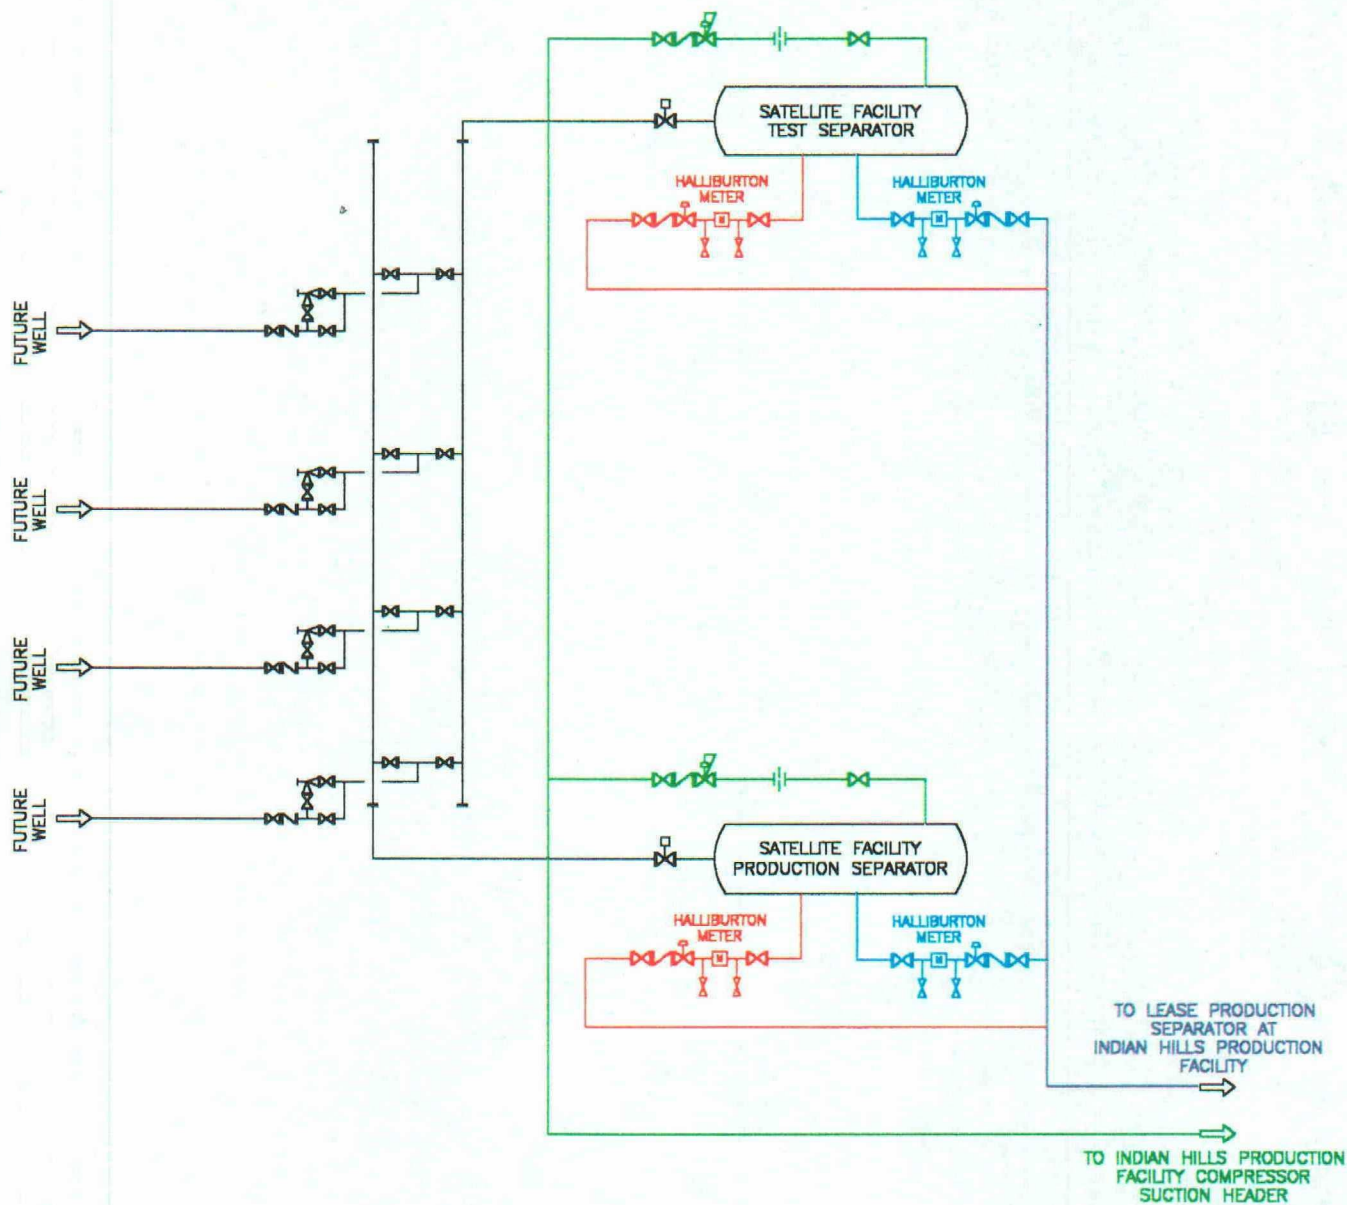 SATELLITE FACILITY
TEST SEPARATOR
HALLIBURTON
METER
M
HALLIBURTON
METER
M
FUTURE
WELL
FUTURE
WELL
FUTURE
WELL
FUTURE
WELL
SATELLITE FACILITY
PRODUCTION SEPARATOR
HALLIBURTON
METER
M
HALLIBURTON
METER
M
TO LEASE PRODUCTION
SEPARATOR AT
INDIAN HILLS PRODUCTION
FACILITY
TO INDIAN HILLS PRODUCTION
FACILITY COMPRESSOR
SUCTION HEADER